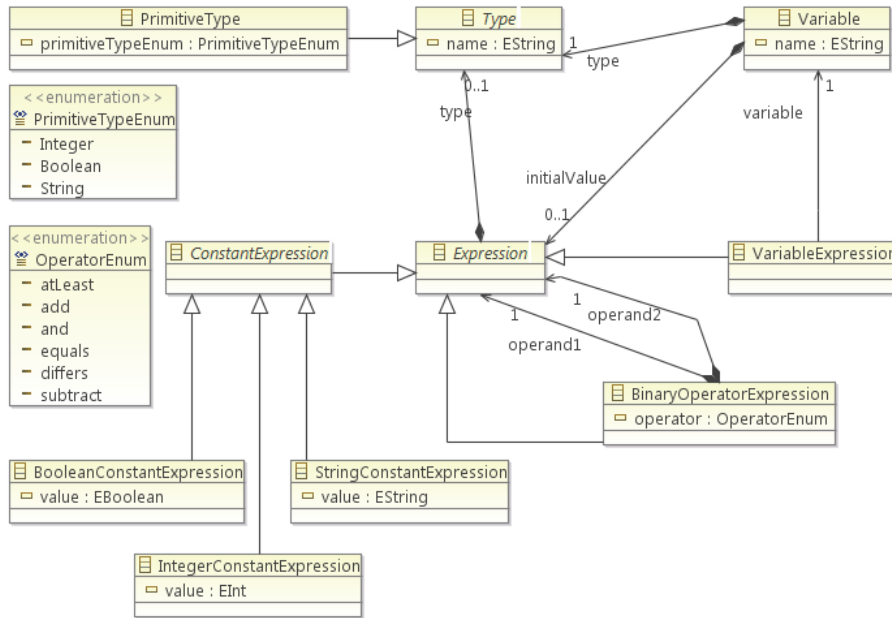 PrimitiveType
primitiveTypeEnum : PrimitiveTypeEnum
Type
name : EString
Variable
name : EString
1
type
0..1
type
1
variable
<<enumeration>>
PrimitiveTypeEnum
Integer
Boolean
String
initialValue
0..1
<<enumeration>>
OperatorEnum
atLeast
add
and
equals
differs
subtract
ConstantExpression
Expression
VariableExpression
1
operand2
1
operand1
BinaryOperatorExpression
operator : OperatorEnum
BooleanConstantExpression
value : EBoolean
StringConstantExpression
value : EString
IntegerConstantExpression
value : EInt